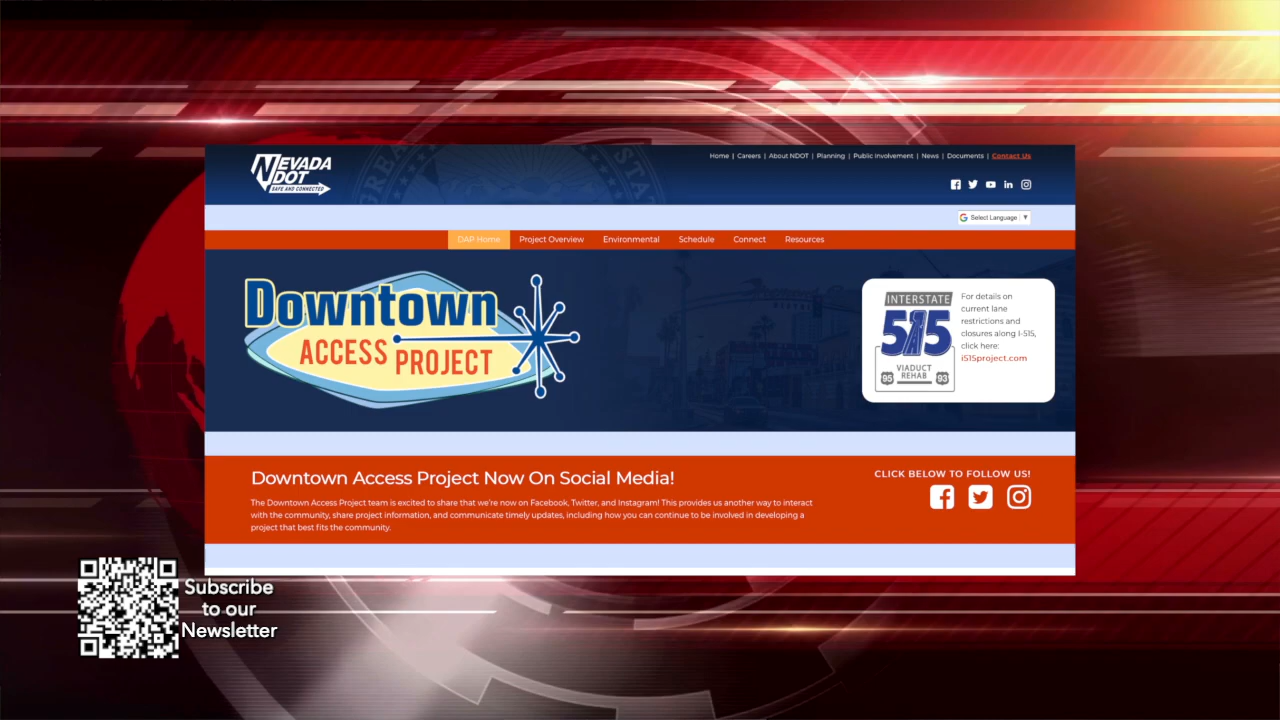 NEVADA
DOT
SAFE AND CONNECTED
Home | Careers | About NDOT | Planning | Public Involvement | News | Documents | Contact Us
Select Language ▼
DAP Home Project Overview Environmental Schedule Connect Resources
Downtown
ACCESS PROJECT
INTERSTATE
515
VIADUCT
REHAB
95 93
For details on
current lane
restrictions and
closures along I-515,
click here:
i515project.com
Downtown Access Project Now On Social Media!
The Downtown Access Project team is excited to share that we're now on Facebook, Twitter, and Instagram! This provides us another way to interact
with the community, share project information, and communicate timely updates, including how you can continue to be involved in developing a
project that best fits the community.
CLICK BELOW TO FOLLOW US!
Subscribe
to our
Newsletter